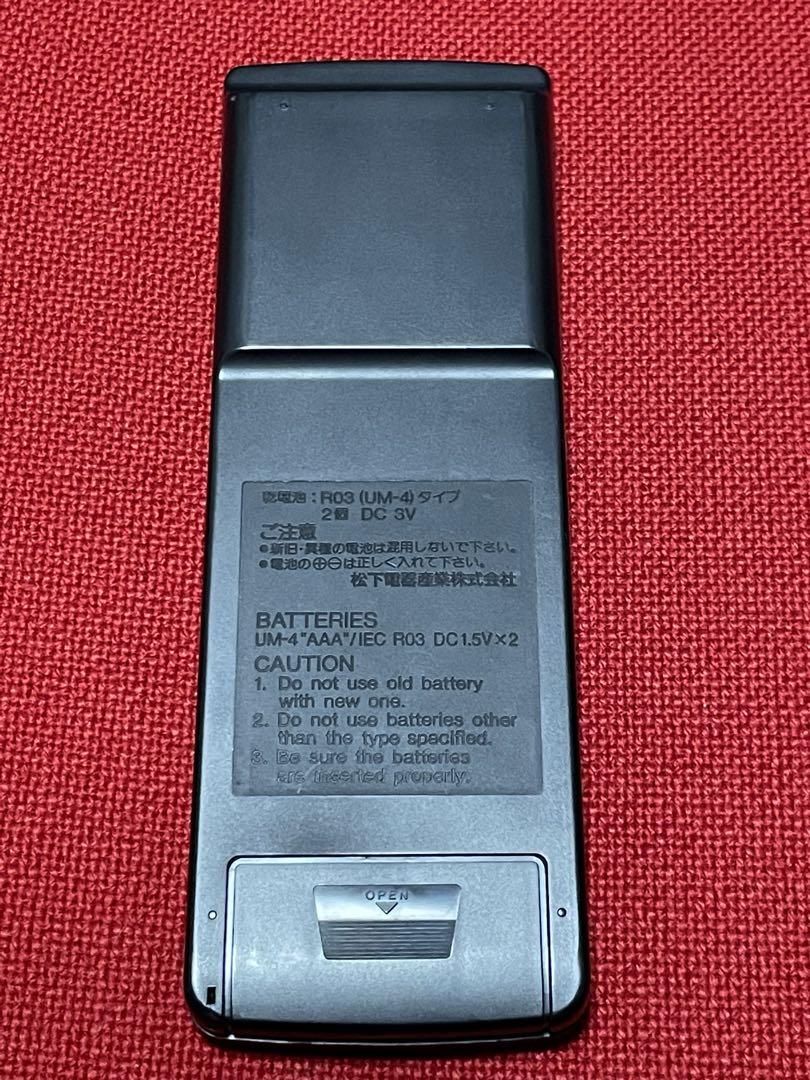 乾電池：R03(UM-4)タイプ
2個 DC 3V
ご注意
●新旧・異種の電池は混用しないで下さい。
●電池の⊕⊖は正しく入れて下さい。
松下電器産業株式会社
BATTERIES
UM-4"AAA"/IEC R03 DC1.5V×2
CAUTION
1. Do not use old battery
with new one.
2. Do not use batteries other
than the type specified.
3. Be sure the batteries
are inserted properly.
OPEN